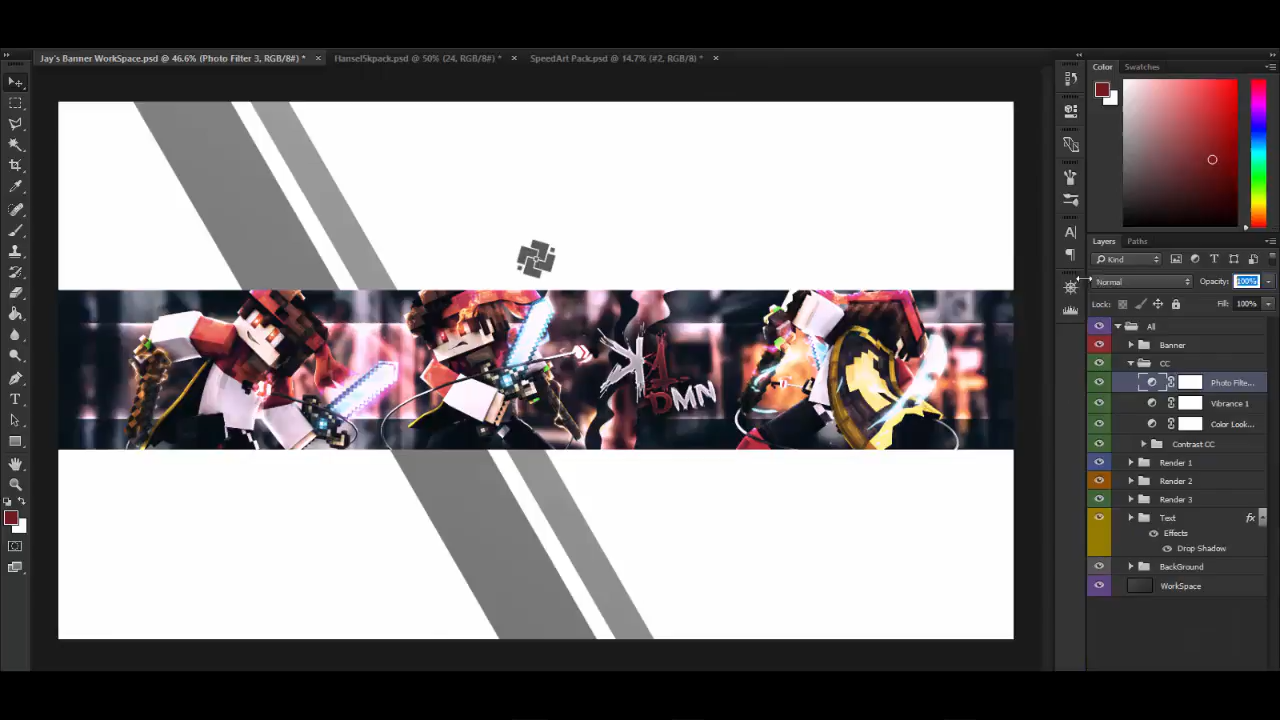 Jay's Banner WorkSpace.psd @ 46.6% (Photo Filter 3, RGB/8#) * ×
Hansel5kpack.psd @ 50% (24, RGB/8#) * ×
SpeedArt Pack.psd @ 14.7% (#2, RGB/8) * ×
Color Swatches
Layers Paths
Kind
Normal Opacity: 100%
Lock: Fill: 100%
All
Banner
CC
Photo Filte...
Vibrance 1
Color Look...
Contrast CC
Render 1
Render 2
Render 3
Text fx
Effects
Drop Shadow
BackGround
WorkSpace
DMN